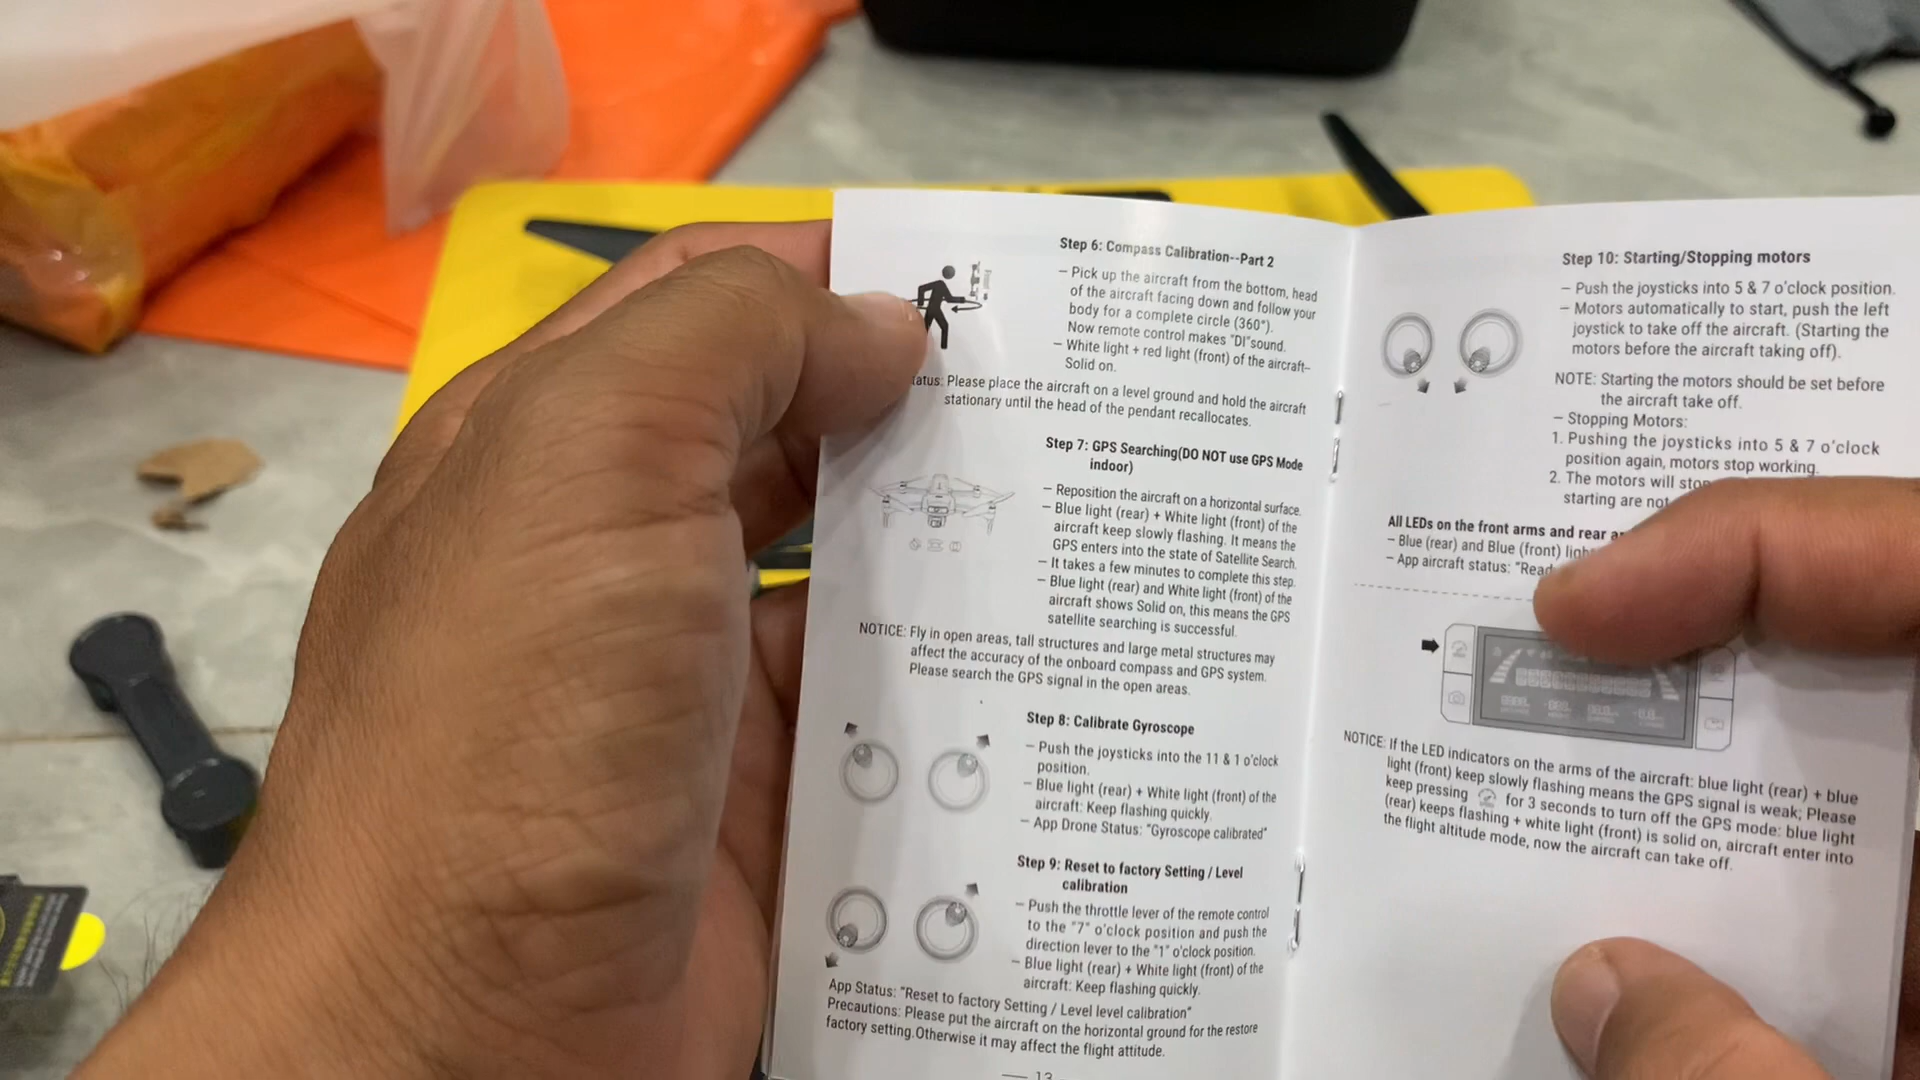 Step 6: Compass Calibration--Part 2
– Pick up the aircraft from the bottom, head
of the aircraft facing down and follow your
body for a complete circle (360°).
Now remote control makes "DI"sound.
– White light + red light (front) of the aircraft–
Solid on.
Please place the aircraft on a level ground and hold the aircraft
stationary until the head of the pendant recallocates.
Step 7: GPS Searching(DO NOT use GPS Mode
indoor)
– Reposition the aircraft on a horizontal surface.
– Blue light (rear) + White light (front) of the
aircraft keep slowly flashing. It means the
GPS enters into the state of Satellite Search.
– It takes a few minutes to complete this step.
– Blue light (rear) and White light (front) of the
aircraft shows Solid on, this means the GPS
satellite searching is successful.
NOTICE: Fly in open areas, tall structures and large metal structures may
affect the accuracy of the onboard compass and GPS system.
Please search the GPS signal in the open areas.
Step 8: Calibrate Gyroscope
– Push the joysticks into the 11 & 1 o'clock
position.
– Blue light (rear) + White light (front) of the
aircraft: Keep flashing quickly.
– App Drone Status: "Gyroscope calibrated"
Step 9: Reset to factory Setting / Level
calibration
– Push the throttle lever of the remote control
to the "7" o'clock position and push the
direction lever to the "1" o'clock position.
– Blue light (rear) + White light (front) of the
aircraft: Keep flashing quickly.
App Status: "Reset to factory Setting / Level level calibration"
Precautions: Please put the aircraft on the horizontal ground for the restore
factory setting.Otherwise it may affect the flight attitude.
Step 10: Starting/Stopping motors
– Push the joysticks into 5 & 7 o'clock position.
– Motors automatically to start, push the left
joystick to take off the aircraft. (Starting the
motors before the aircraft taking off).
NOTE: Starting the motors should be set before
the aircraft take off.
– Stopping Motors:
1. Pushing the joysticks into 5 & 7 o'clock
position again, motors stop working.
2. The motors will
starting are
All LEDs on the front arms and rear
– Blue (rear) and Blue (front)
– App aircraft status:
NOTICE: If the LED indicators on the arms of the aircraft: blue light (rear) + blue
light (front) keep slowly flashing means the GPS signal is weak; Please
keep pressing for 3 seconds to turn off the GPS mode: blue light
(rear) keeps flashing + white light (front) is solid on, aircraft enter into
the flight altitude mode, now the aircraft can take off.